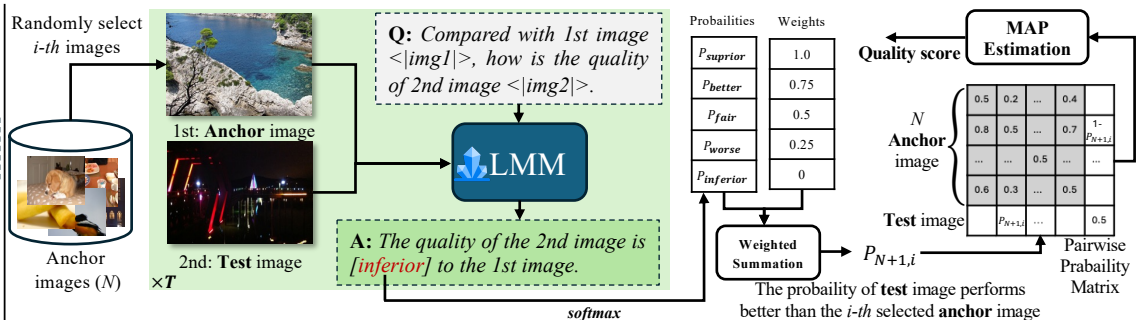 Randomly select
i-th images
Anchor
images (N)
1st: Anchor image
2nd: Test image
×T
Q: Compared with 1st image
<|img1|>, how is the quality
of 2nd image <|img2|>.
LMM
A: The quality of the 2nd image is
[inferior] to the 1st image.
softmax
Probailities
P_suprior
P_better
P_fair
P_worse
P_inferior
Weights
1.0
0.75
0.5
0.25
0
Weighted
Summation
P_{N+1,i}
The probaility of test image performs
better than the i-th selected anchor image
MAP
Estimation
Quality score
N
Anchor
image
Test image
0.5 0.2 ... 0.4
0.8 0.5 ... 0.7 1-P_{N+1,i}
... ... 0.5 ... ...
0.6 0.3 ... 0.5
P_{N+1,i} ... 0.5
Pairwise
Prabaility
Matrix